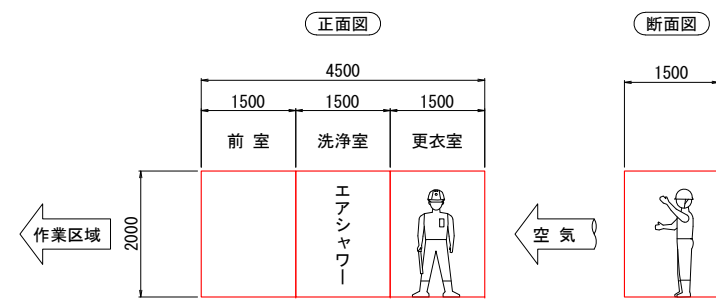 正面図
断面図
4500
1500
1500 1500 1500
前 室 洗浄室 更衣室
エアシャワー
2000
作業区域
空 気